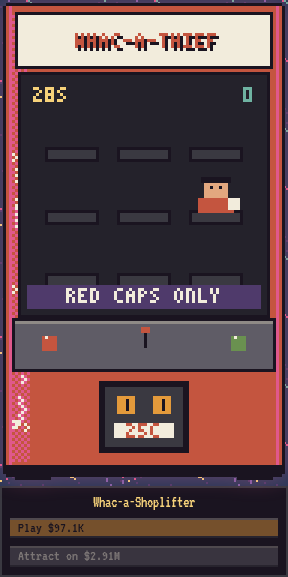 WHAC-A-THIEF
28S 0
RED CAPS ONLY
25C
Whac-a-Shoplifter
Play $97.1K
Attract on $2.91M